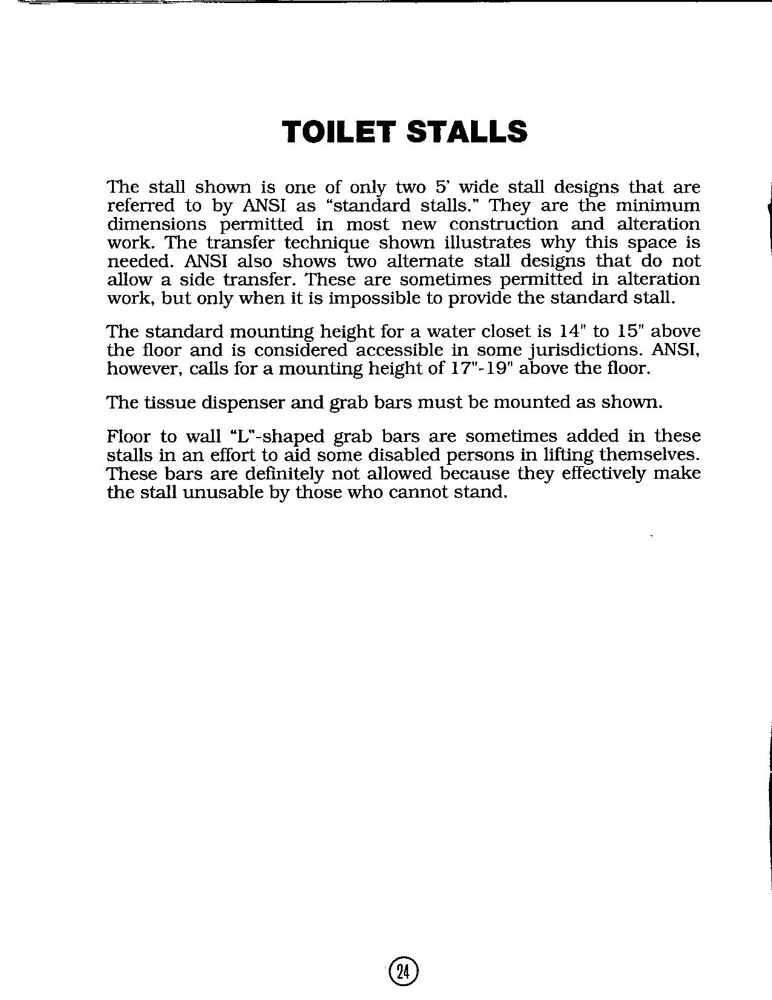 TOILET STALLS
The stall shown is one of only two 5' wide stall designs that are
referred to by ANSI as “standard stalls.” They are the minimum
dimensions permitted in most new construction and alteration
work. The transfer technique shown illustrates why this space is
needed. ANSI also shows two alternate stall designs that do not
allow a side transfer. These are sometimes permitted in alteration
work, but only when it is impossible to provide the standard stall.
The standard mounting height for a water closet is 14" to 15" above
the floor and is considered accessible in some jurisdictions. ANSI,
however, calls for a mounting height of 17"-19" above the floor.
The tissue dispenser and grab bars must be mounted as shown.
Floor to wall “L”-shaped grab bars are sometimes added in these
stalls in an effort to aid some disabled persons in lifting themselves.
These bars are definitely not allowed because they effectively make
the stall unusable by those who cannot stand.
24